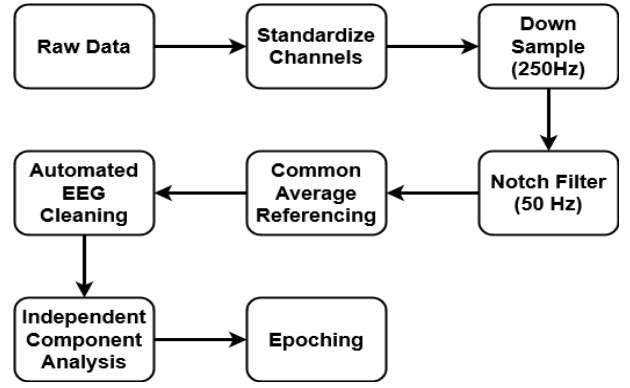 Raw Data
Standardize
Channels
Down
Sample
(250Hz)
Notch Filter
(50 Hz)
Common
Average
Referencing
Automated
EEG
Cleaning
Independent
Component
Analysis
Epoching